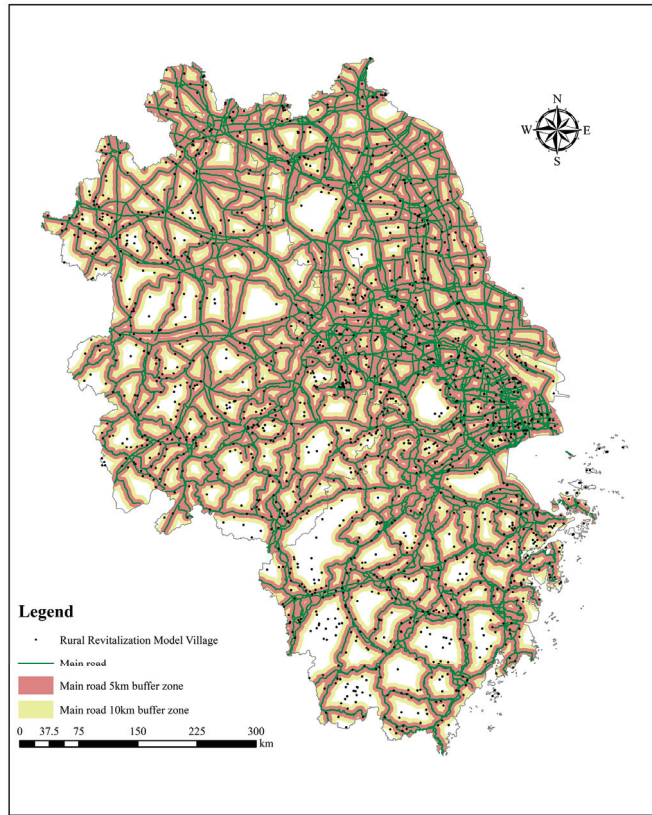 N
W E
S
Legend
Rural Revitalization Model Village
Main road
Main road 5km buffer zone
Main road 10km buffer zone
0 37.5 75 150 225 300
km